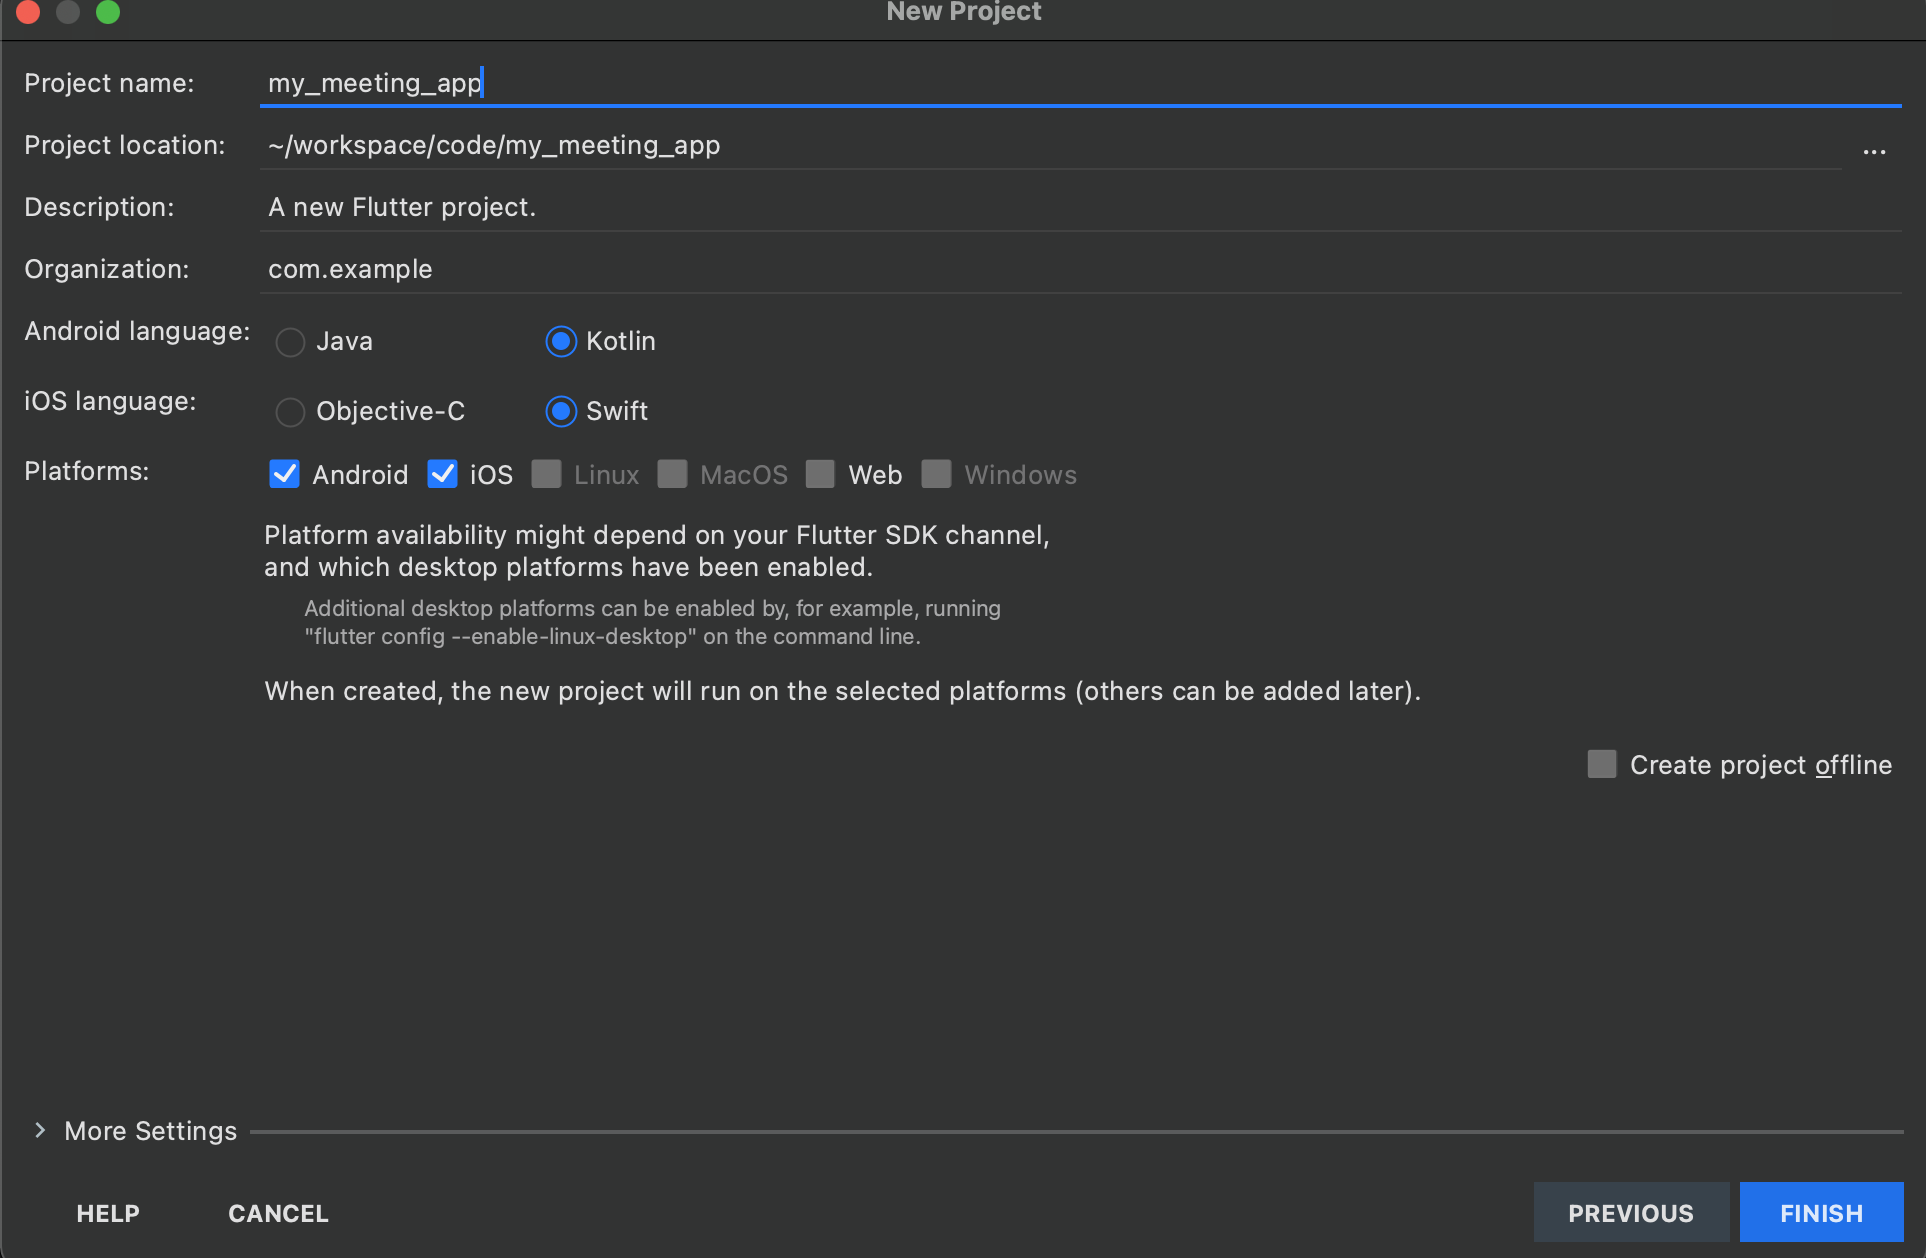 New Project
Project name: my_meeting_app
Project location: ~/workspace/code/my_meeting_app ...
Description: A new Flutter project.
Organization: com.example
Android language: Java Kotlin
iOS language: Objective-C Swift
Platforms: Android iOS Linux MacOS Web Windows
Platform availability might depend on your Flutter SDK channel,
and which desktop platforms have been enabled.
Additional desktop platforms can be enabled by, for example, running
"flutter config --enable-linux-desktop" on the command line.
When created, the new project will run on the selected platforms (others can be added later).
Create project offline
More Settings
HELP CANCEL PREVIOUS FINISH